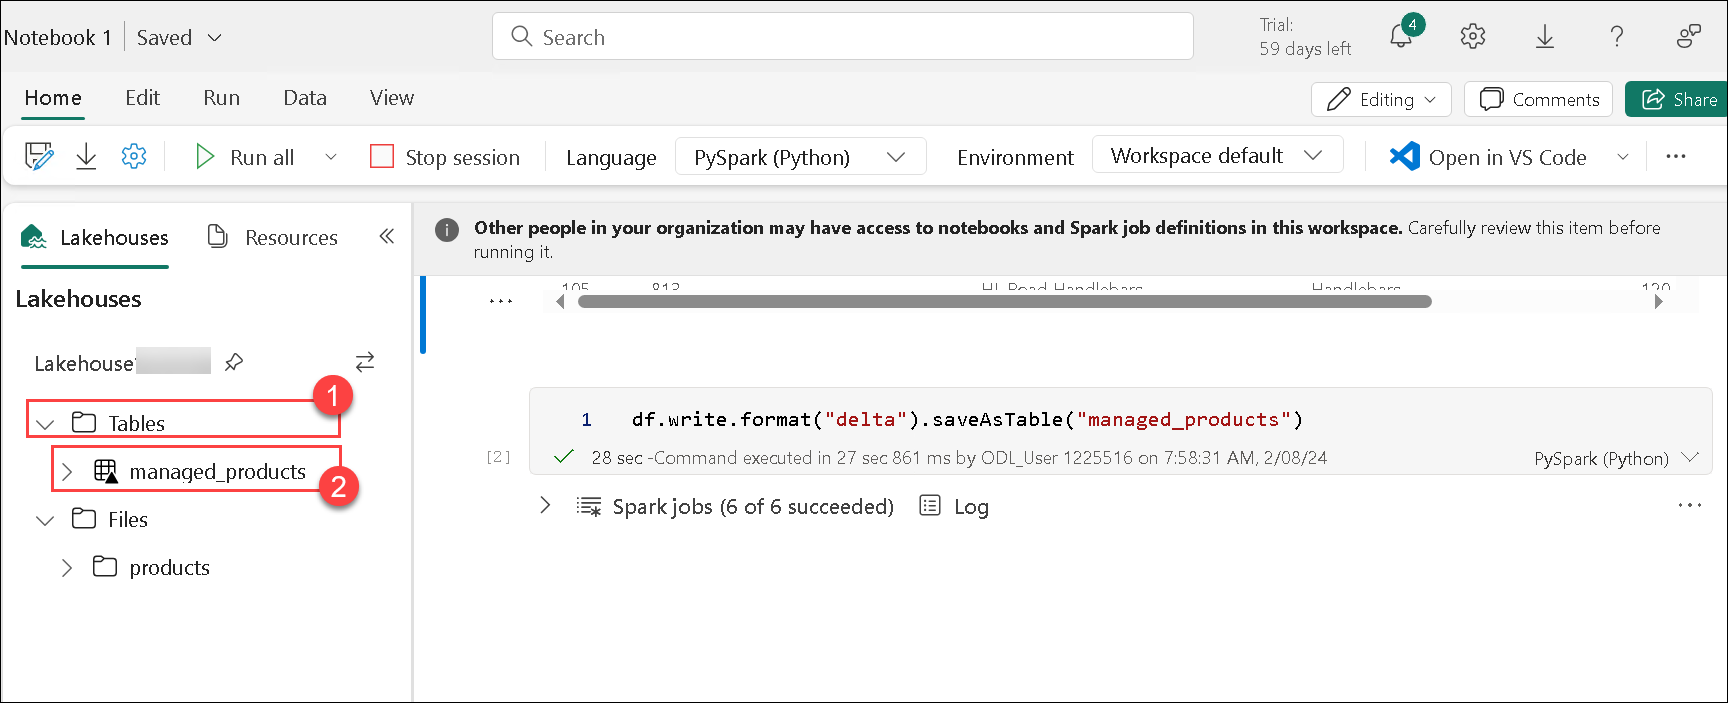 Notebook 1 Saved
Search
Trial:
59 days left
4
?
Home Edit Run Data View
Editing Comments Share
Run all Stop session Language PySpark (Python) Environment Workspace default Open in VS Code ...
Lakehouses Resources
Lakehouses
Lakehouse
1
Tables
managed_products
2
Files
products
Other people in your organization may have access to notebooks and Spark job definitions in this workspace. Carefully review this item before
running it.
105 813 HL Road Handlebars Handlebars 120
...
1 df.write.format("delta").saveAsTable("managed_products")
[2] 28 sec -Command executed in 27 sec 861 ms by ODL_User 1225516 on 7:58:31 AM, 2/08/24 PySpark (Python)
Spark jobs (6 of 6 succeeded) Log ...